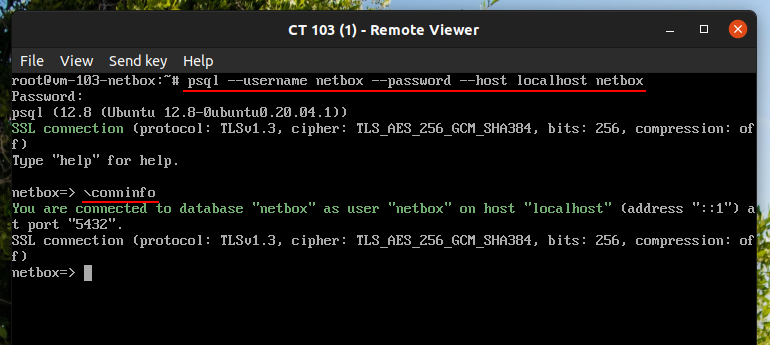 CT 103 (1) - Remote Viewer
File View Send key Help
root@vm-103-netbox:~# psql --username netbox --password --host localhost netbox
Password:
psql (12.8 (Ubuntu 12.8-0ubuntu0.20.04.1))
SSL connection (protocol: TLSv1.3, cipher: TLS_AES_256_GCM_SHA384, bits: 256, compression: of
f)
Type "help" for help.
netbox=> \conninfo
You are connected to database "netbox" as user "netbox" on host "localhost" (address "::1") a
t port "5432".
SSL connection (protocol: TLSv1.3, cipher: TLS_AES_256_GCM_SHA384, bits: 256, compression: of
f)
netbox=>